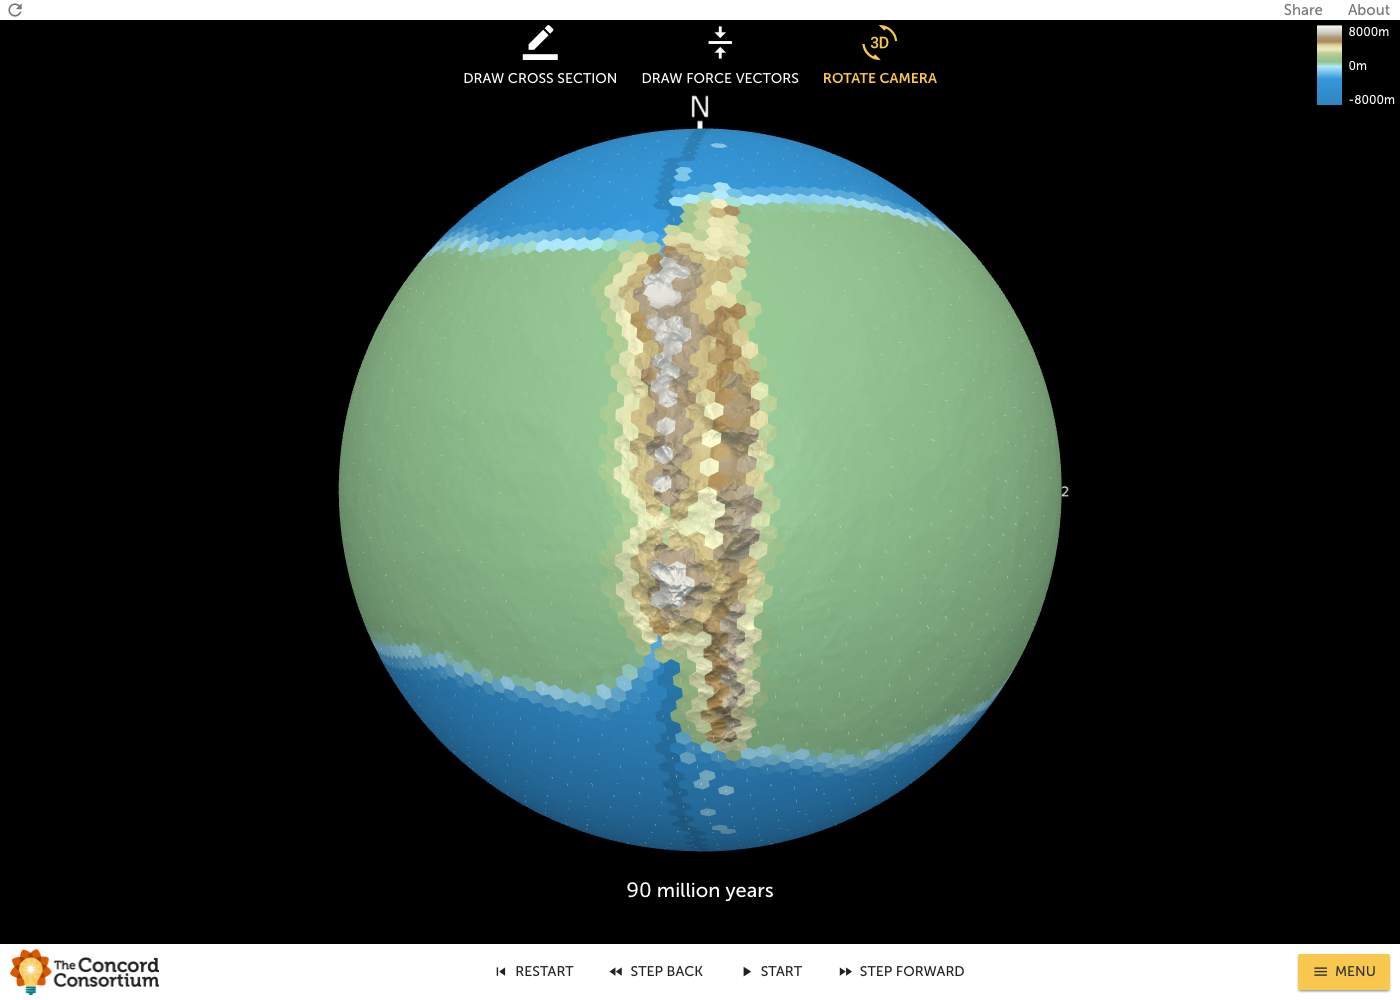 Share About
DRAW CROSS SECTION DRAW FORCE VECTORS 3D ROTATE CAMERA
8000m
0m
-8000m
N
2
90 million years
The Concord Consortium
RESTART STEP BACK START STEP FORWARD MENU